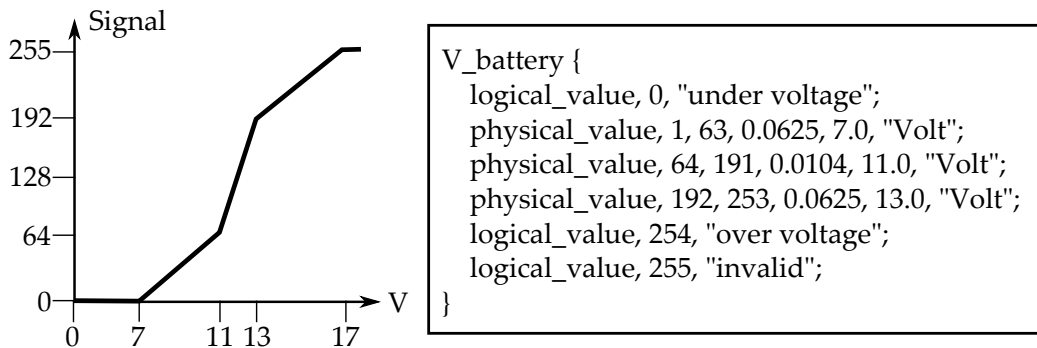 Signal
255
192
128
64
0
V
0 7 11 13 17
V_battery {
logical_value, 0, "under voltage";
physical_value, 1, 63, 0.0625, 7.0, "Volt";
physical_value, 64, 191, 0.0104, 11.0, "Volt";
physical_value, 192, 253, 0.0625, 13.0, "Volt";
logical_value, 254, "over voltage";
logical_value, 255, "invalid";
}